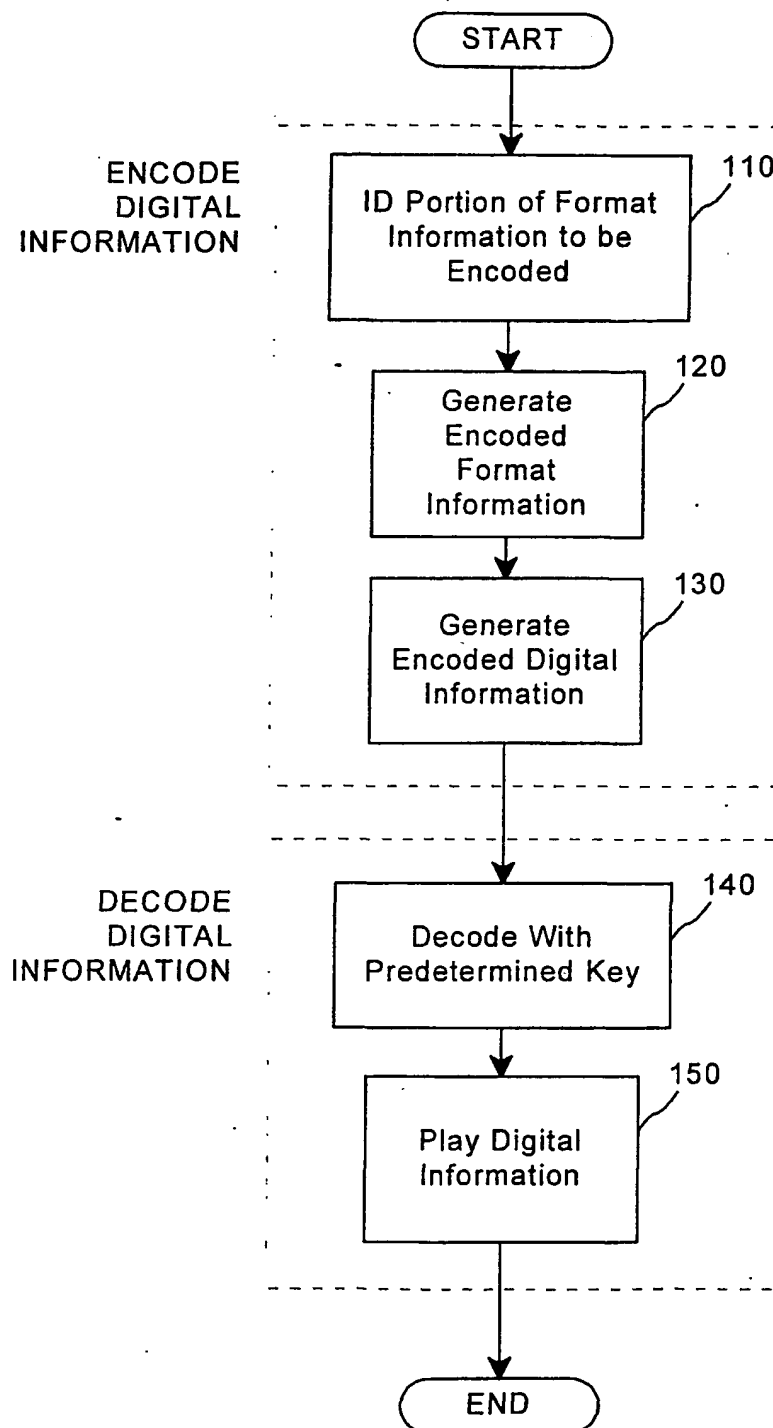 START
ENCODE
DIGITAL
INFORMATION
110
ID Portion of Format
Information to be
Encoded
120
Generate
Encoded
Format
Information
130
Generate
Encoded Digital
Information
DECODE
DIGITAL
INFORMATION
140
Decode With
Predetermined Key
150
Play Digital
Information
END